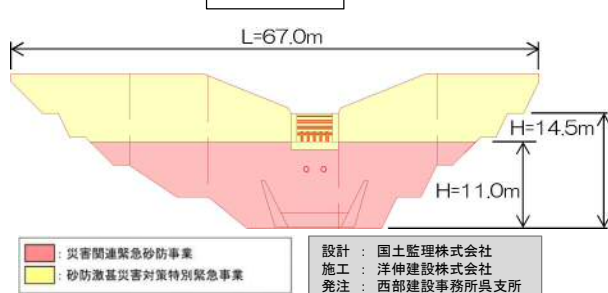 L=67.0m
H=14.5m
H=11.0m
：災害関連緊急砂防事業
：砂防激甚災害対策特別緊急事業
設計 ： 国土監理株式会社
施工 ： 洋伸建設株式会社
発注 ： 西部建設事務所呉支所